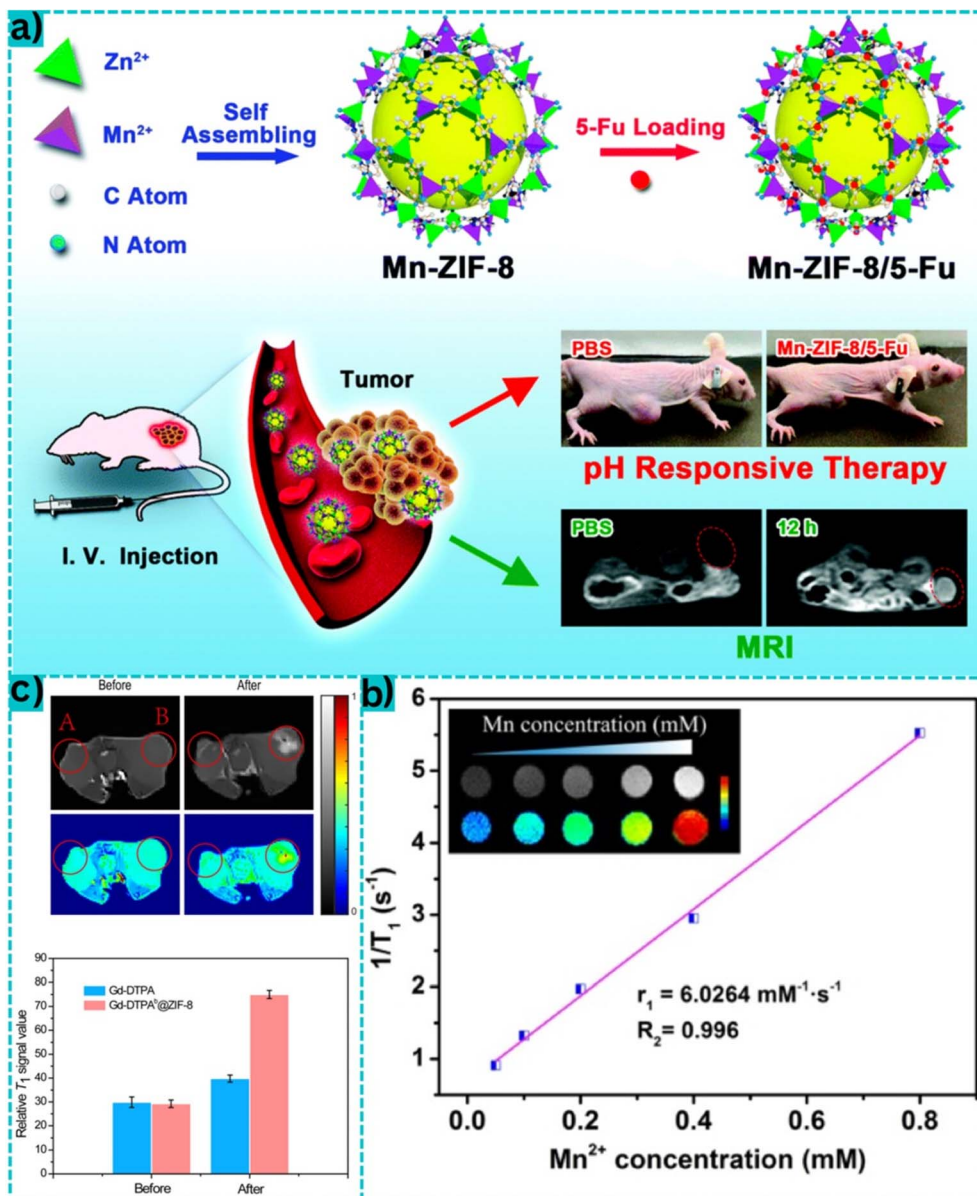 a)
Zn²⁺
Mn²⁺
C Atom
N Atom
Self
Assembling
5-Fu Loading
Mn-ZIF-8
Mn-ZIF-8/5-Fu
I. V. Injection
Tumor
PBS
Mn-ZIF-8/5-Fu
pH Responsive Therapy
PBS
12 h
MRI
c)
Before
After
A
B
1
0
Relative T₁ signal value
90
80
70
60
50
40
30
20
10
0
Gd-DTPA
Gd-DTPAᵇ@ZIF-8
Before
After
b)
Mn concentration (mM)
1/T₁ (s⁻¹)
6
5
4
3
2
1
r₁ = 6.0264 mM⁻¹·s⁻¹
R₂= 0.996
0.0
0.2
0.4
0.6
0.8
Mn²⁺ concentration (mM)